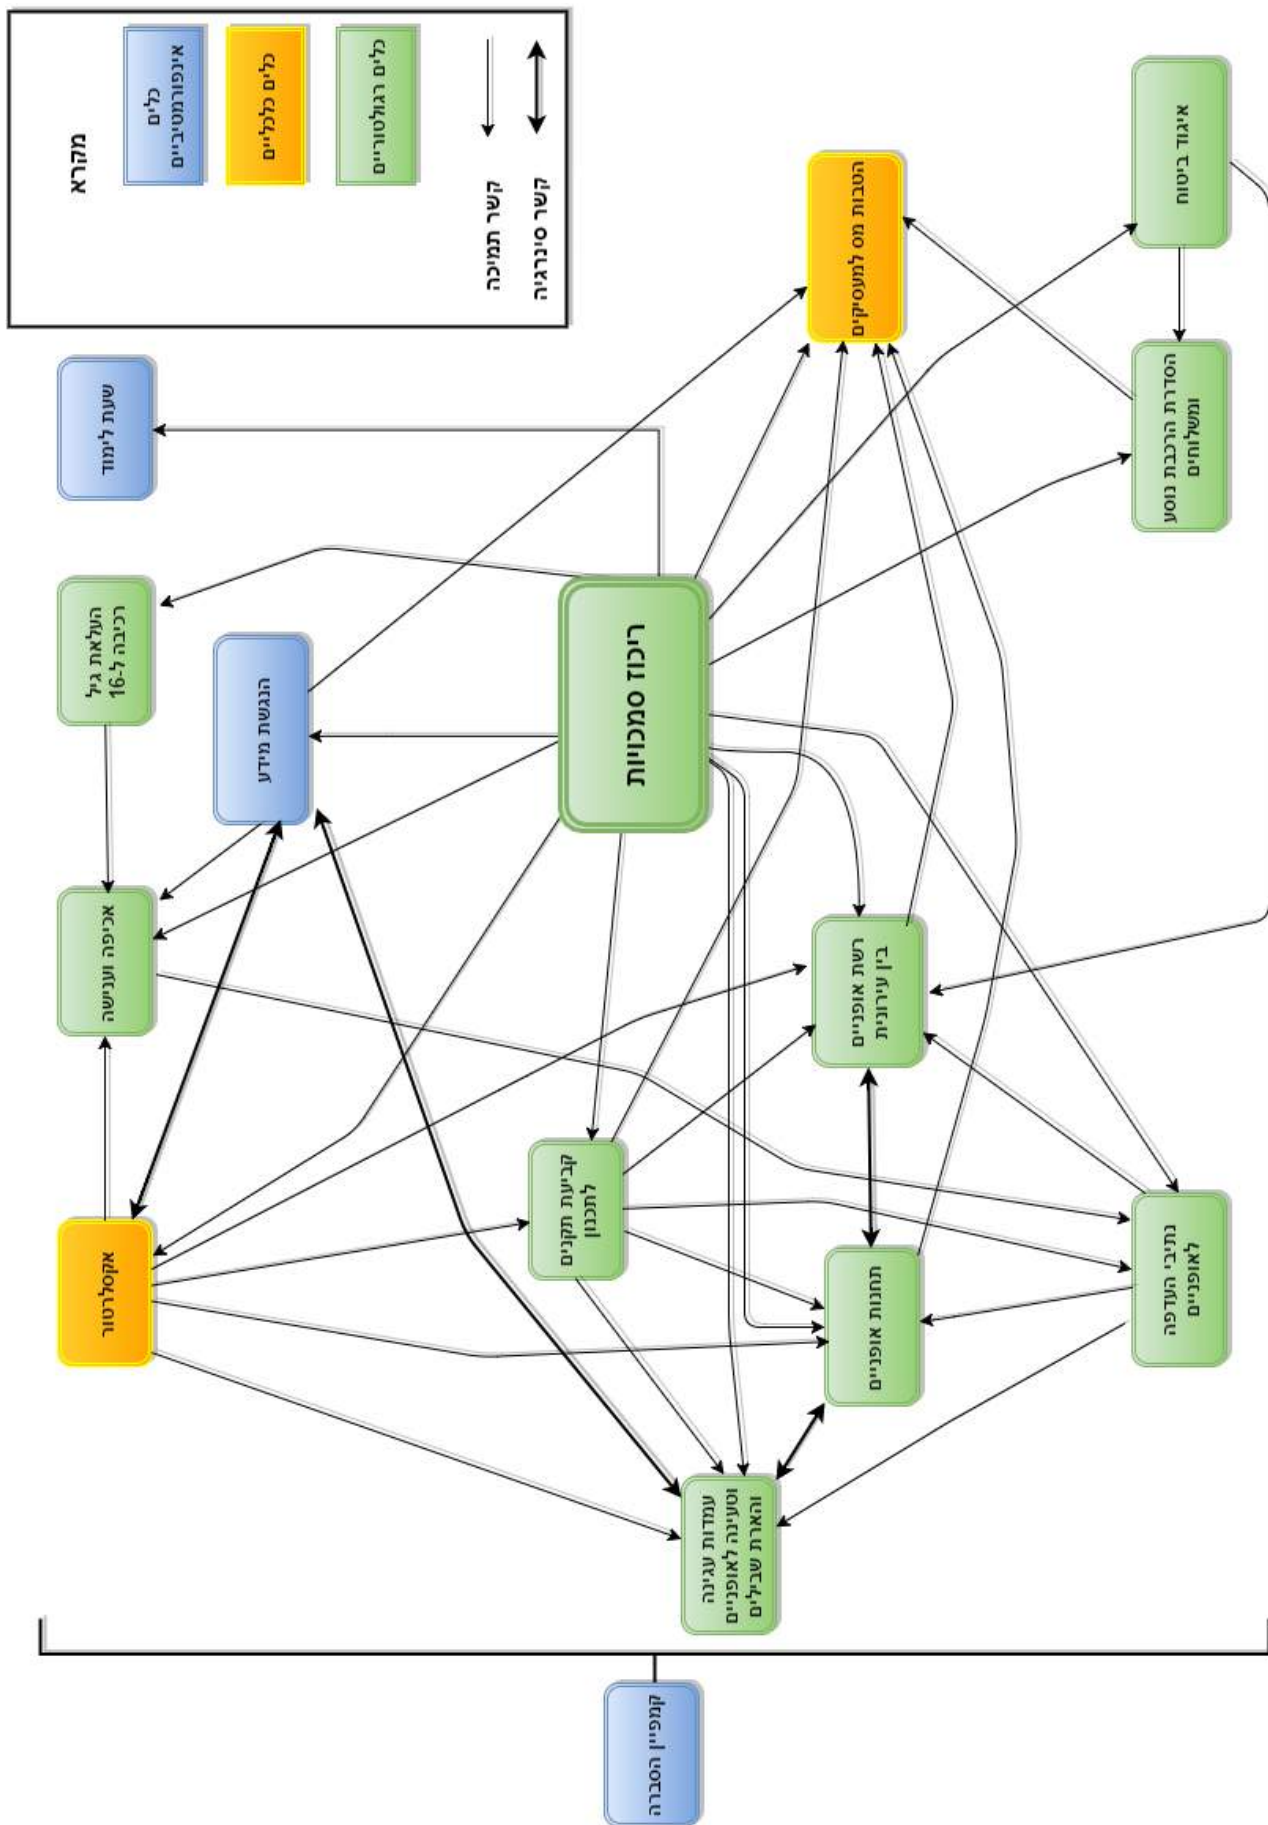 מקרא
כלים
אינפורמטיביים
כלים כלכליים
כלים רגולטוריים
קשר תמיכה
קשר סינרגיה
שעת לימוד
העלאת גיל
רכיבה ל-16
הנגשת מידע
אכיפה וענישה
אקסלרטור
ריכוז סמכויות
קביעת תקנים
לתכנון
הטבות מס למעסיקים
איגוד ביטוח
הסדרת הרכבת נוסע
ומשלוחים
רשת אופניים
בין עירונית
תחנות אופניים
נתיבי העדפה
לאופניים
עמדות עגינה
וטעינה לאופניים
והארת שבילים
קמפיין הסברה